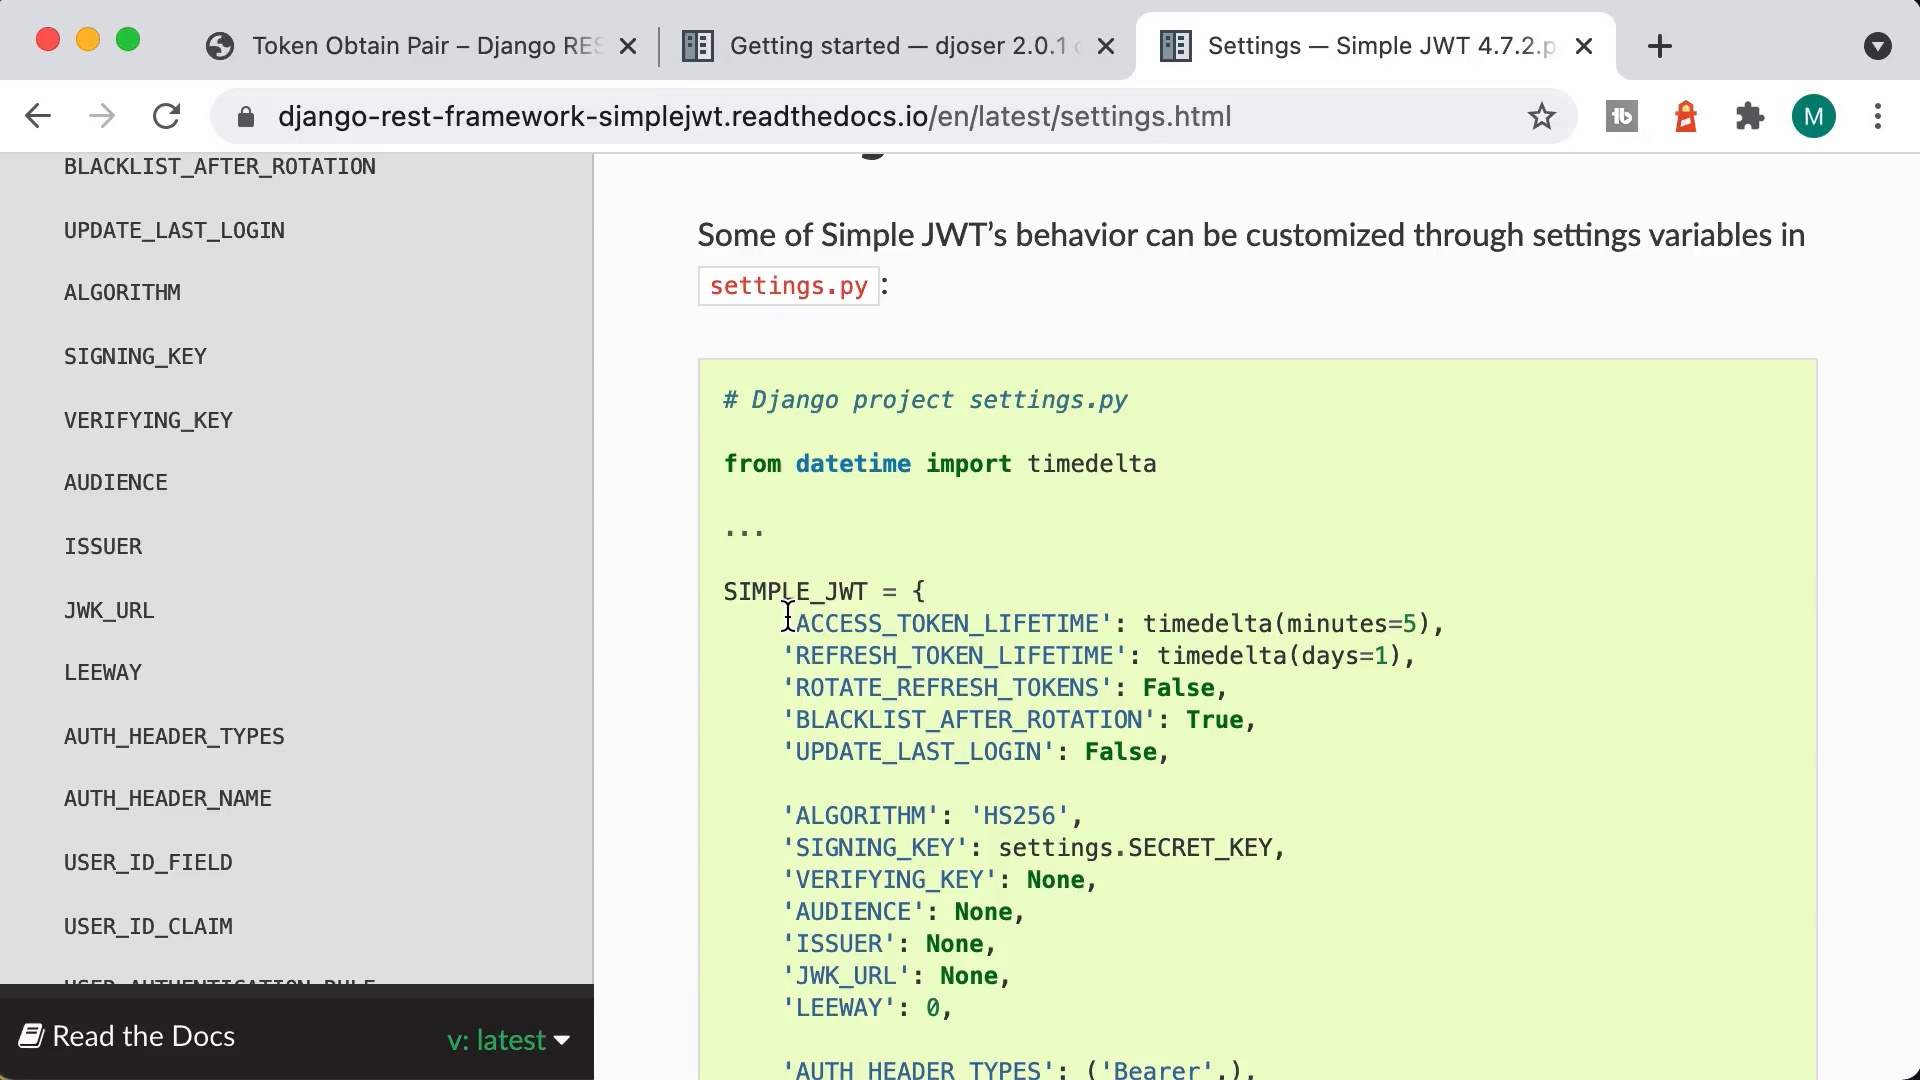 Token Obtain Pair – Django RES
Getting started — djoser 2.0.1
Settings — Simple JWT 4.7.2.p
django-rest-framework-simplejwt.readthedocs.io/en/latest/settings.html
tb
M
BLACKLIST_AFTER_ROTATION
UPDATE_LAST_LOGIN
ALGORITHM
SIGNING_KEY
VERIFYING_KEY
AUDIENCE
ISSUER
JWK_URL
LEEWAY
AUTH_HEADER_TYPES
AUTH_HEADER_NAME
USER_ID_FIELD
USER_ID_CLAIM
USER_AUTHENTICATION_RULE
Read the Docs
v: latest
Some of Simple JWT’s behavior can be customized through settings variables in
settings.py:
# Django project settings.py
from datetime import timedelta
...
SIMPLE_JWT = {
'ACCESS_TOKEN_LIFETIME': timedelta(minutes=5),
'REFRESH_TOKEN_LIFETIME': timedelta(days=1),
'ROTATE_REFRESH_TOKENS': False,
'BLACKLIST_AFTER_ROTATION': True,
'UPDATE_LAST_LOGIN': False,
'ALGORITHM': 'HS256',
'SIGNING_KEY': settings.SECRET_KEY,
'VERIFYING_KEY': None,
'AUDIENCE': None,
'ISSUER': None,
'JWK_URL': None,
'LEEWAY': 0,
'AUTH_HEADER_TYPES': ('Bearer',),